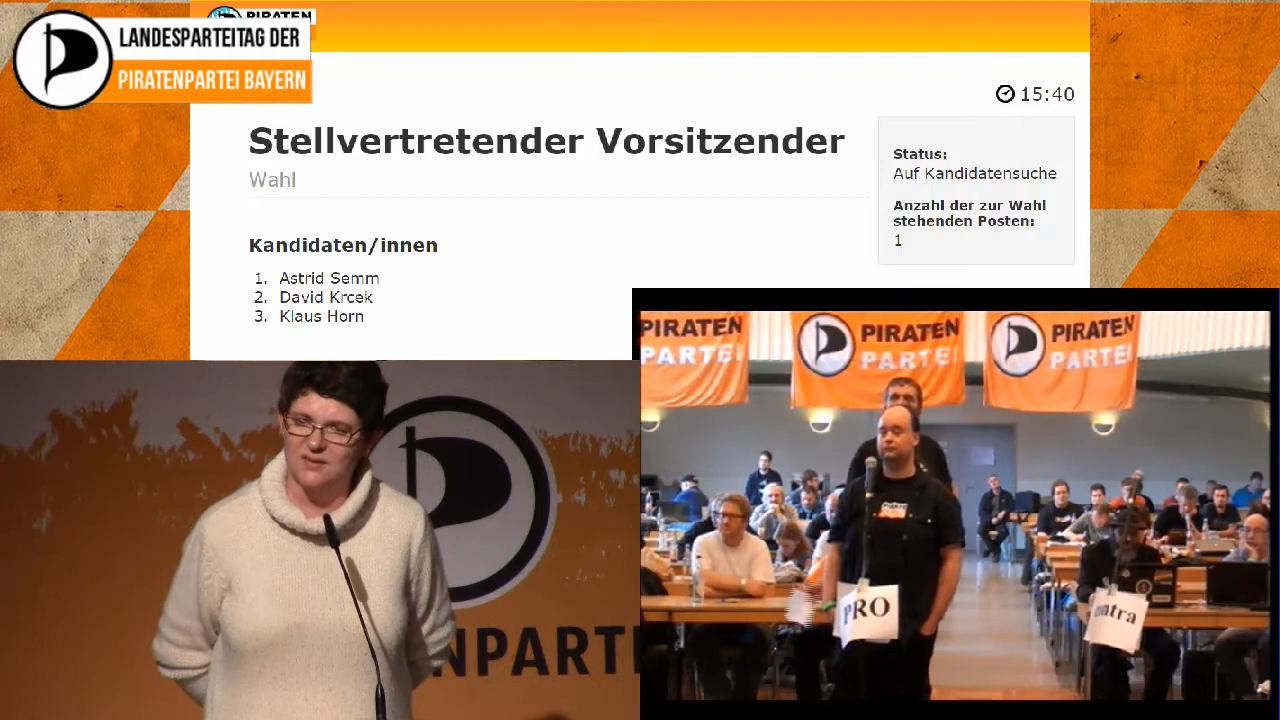 PIRATEN
LANDESPARTEITAG DER
PIRATENPARTEI BAYERN
15:40
Stellvertretender Vorsitzender
Wahl
Status:
Auf Kandidatensuche
Anzahl der zur Wahl
stehenden Posten:
1
Kandidaten/innen
1. Astrid Semm
2. David Krcek
3. Klaus Horn
PIRATEN
PARTEI
PIRATEN
PARTEI
PIRATEN
PARTEI
NPARTE
PRO
ontra